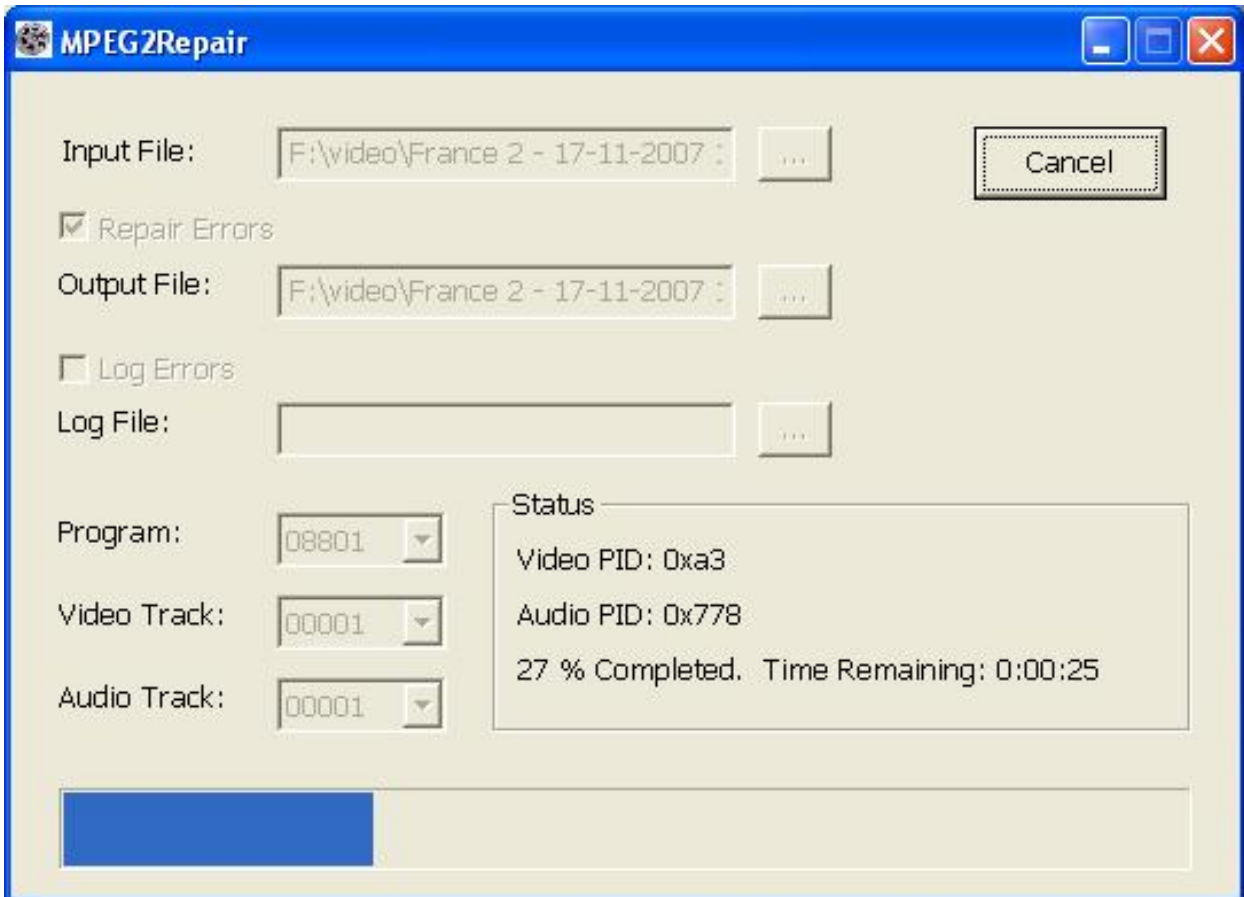 MPEG2Repair
Input File: F:\video\France 2 - 17-11-2007 ...
Cancel
Repair Errors
Output File: F:\video\France 2 - 17-11-2007 ...
Log Errors
Log File: ...
Program: 08801
Status
Video PID: 0xa3
Video Track: 00001
Audio PID: 0x778
27 % Completed. Time Remaining: 0:00:25
Audio Track: 00001